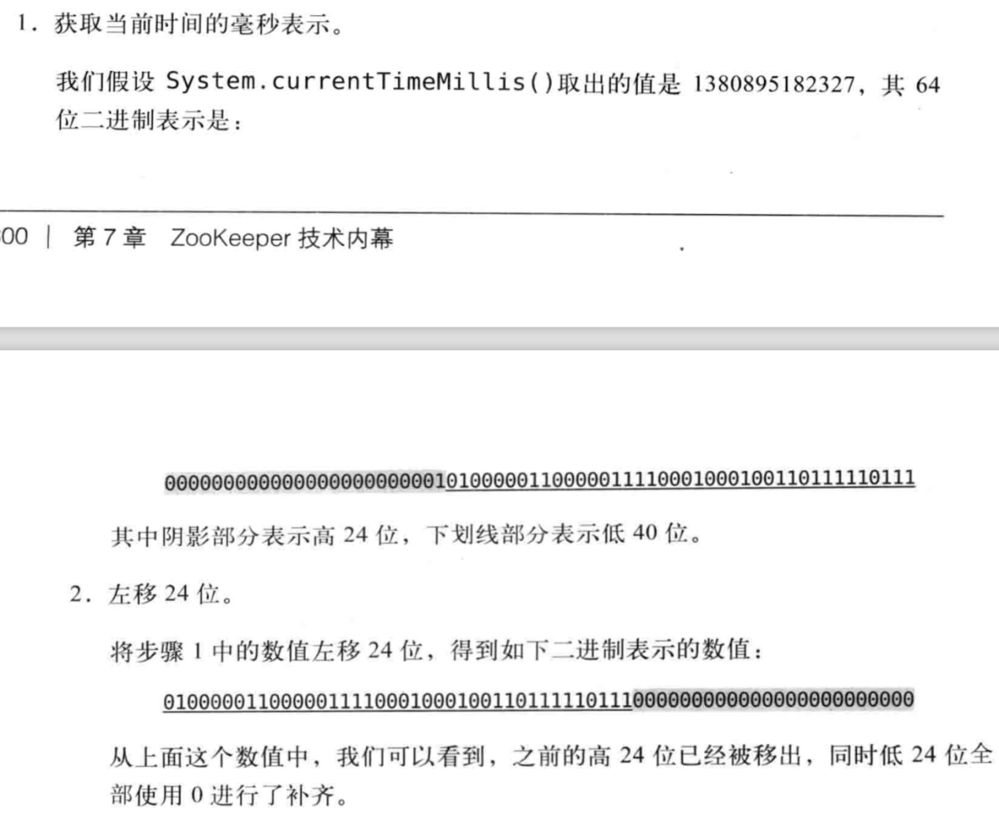 1. 获取当前时间的毫秒表示。
我们假设 System.currentTimeMillis()取出的值是 1380895182327，其 64
位二进制表示是：
00 | 第 7 章 ZooKeeper 技术内幕
0000000000000000000000010100000110000011110001000100110111110111
其中阴影部分表示高 24 位，下划线部分表示低 40 位。
2. 左移 24 位。
将步骤 1 中的数值左移 24 位，得到如下二进制表示的数值：
0100000110000011110001000100110111110111000000000000000000000000
从上面这个数值中，我们可以看到，之前的高 24 位已经被移出，同时低 24 位全
部使用 0 进行了补齐。